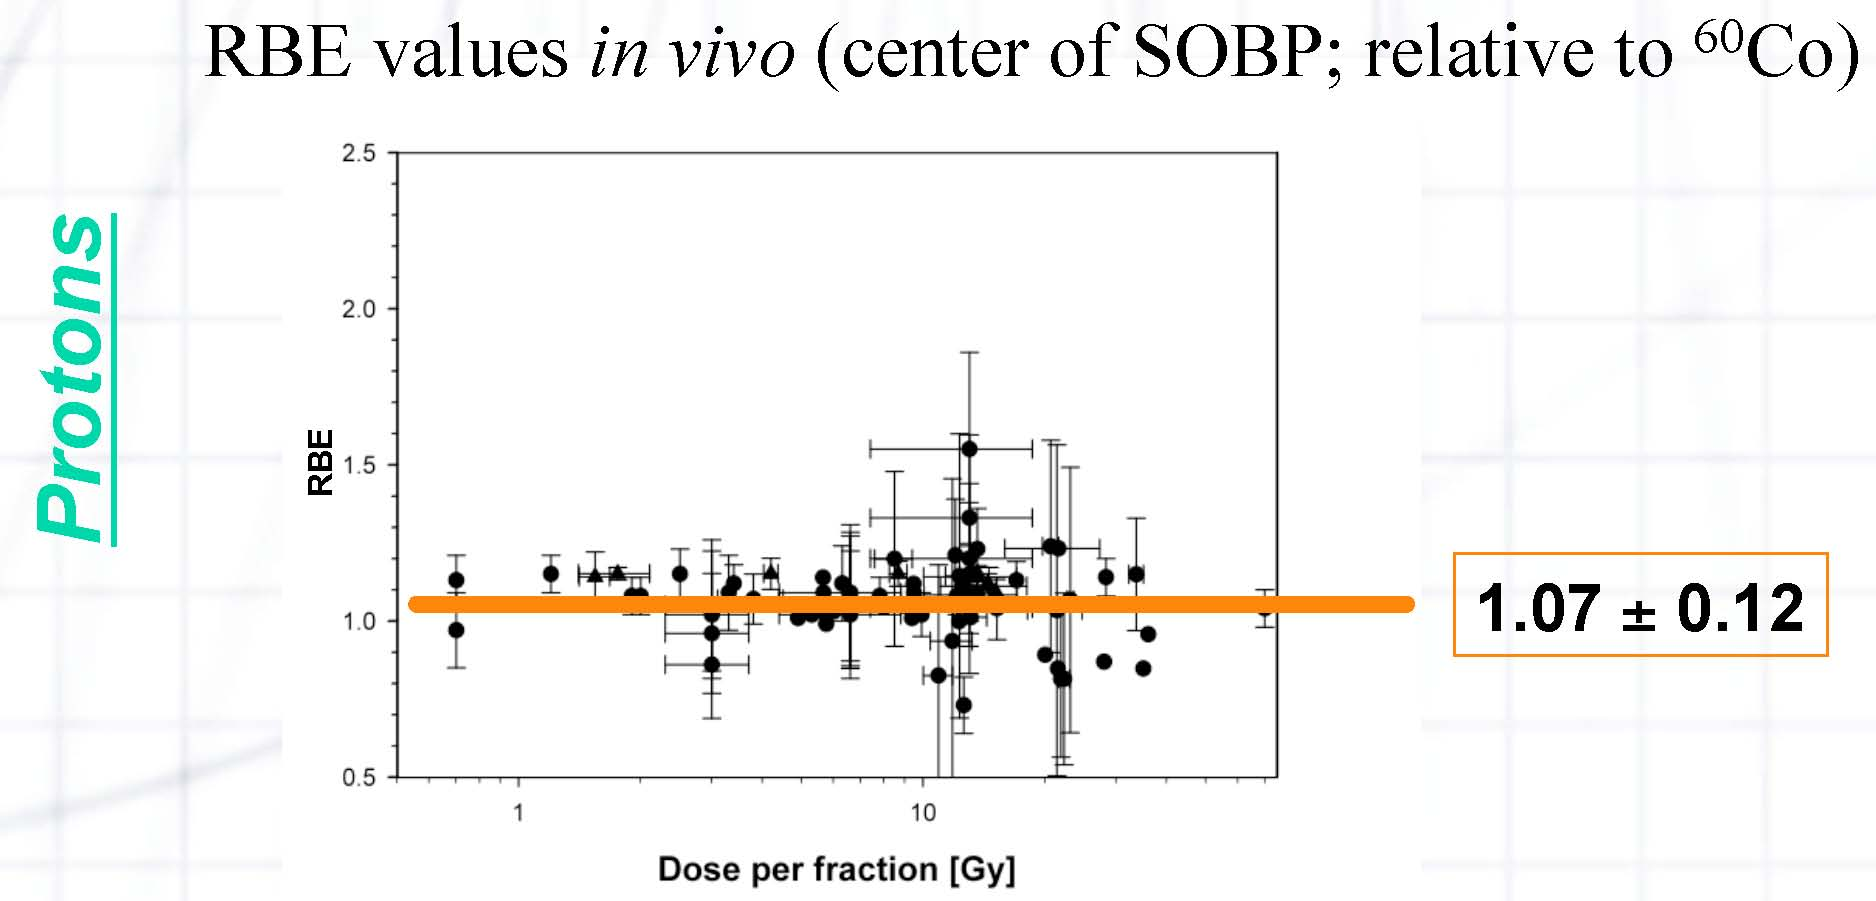 RBE values in vivo (center of SOBP; relative to ⁶⁰Co)
Protons
2.5
2.0
1.5
1.0
0.5
RBE
1
10
Dose per fraction [Gy]
1.07 ± 0.12